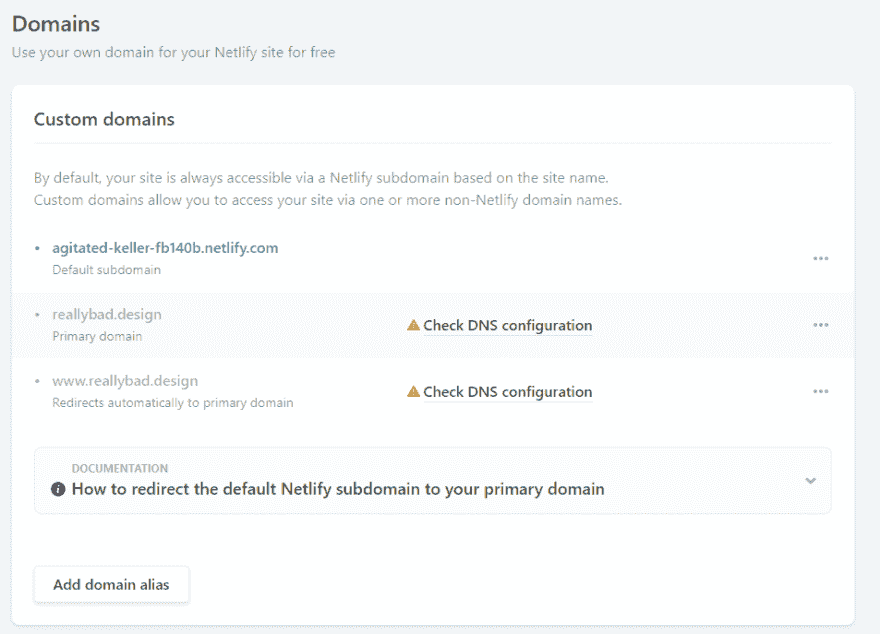 Domains
Use your own domain for your Netlify site for free
Custom domains
By default, your site is always accessible via a Netlify subdomain based on the site name.
Custom domains allow you to access your site via one or more non-Netlify domain names.
agitated-keller-fb140b.netlify.com
Default subdomain
reallybad.design
Primary domain
Check DNS configuration
www.reallybad.design
Redirects automatically to primary domain
Check DNS configuration
DOCUMENTATION
How to redirect the default Netlify subdomain to your primary domain
Add domain alias